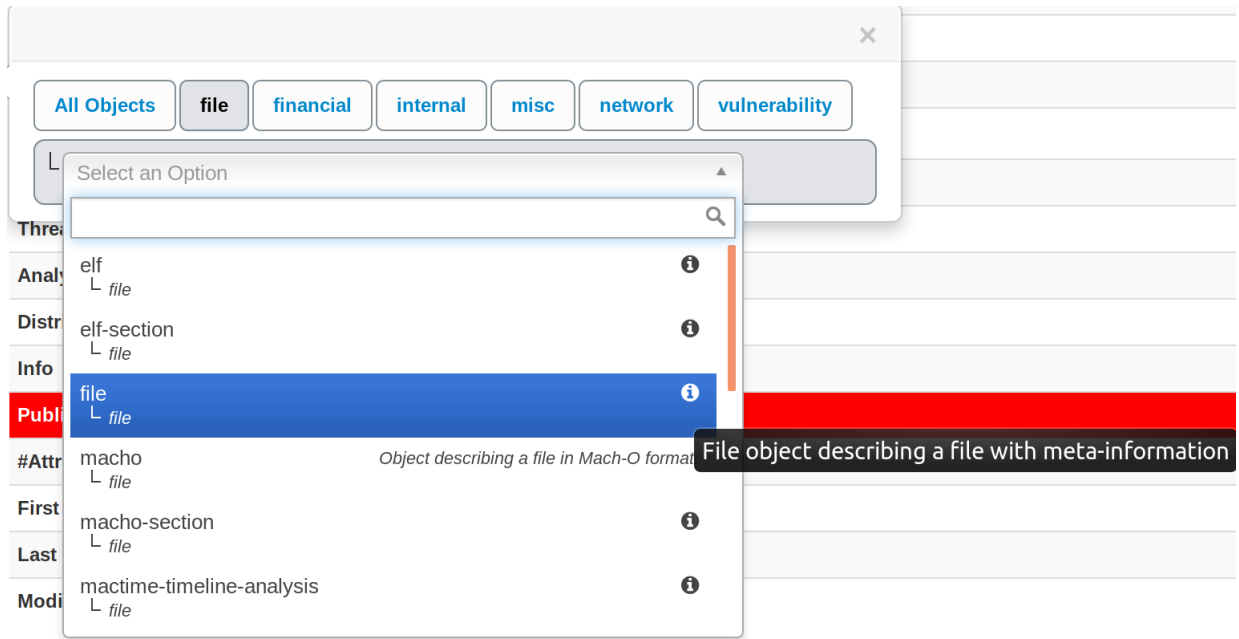 ×
All Objects file financial internal misc network vulnerability
Select an Option
elf
file
elf-section
file
file
file
macho Object describing a file in Mach-O format
file
macho-section
file
mactime-timeline-analysis
file
File object describing a file with meta-information
Threa
Analy
Distri
Info
Publi
#Attr
First
Last
Modi